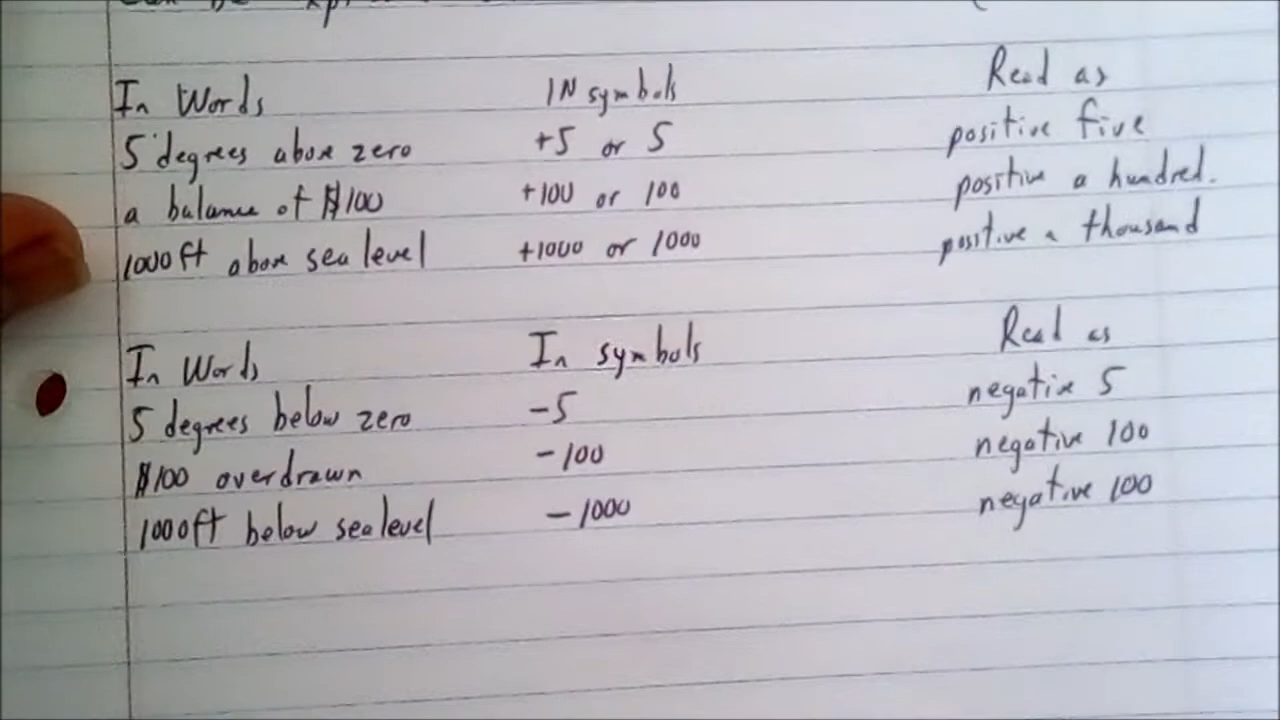 In Words IN symbols Read as
5 degrees above zero +5 or 5 positive five
a balance of $100 +100 or 100 positive a hundred.
1000ft above sea level +1000 or 1000 positive a thousand
In Words In symbols Read as
5 degrees below zero -5 negative 5
$100 overdrawn -100 negative 100
1000ft below sea level -1000 negative 100